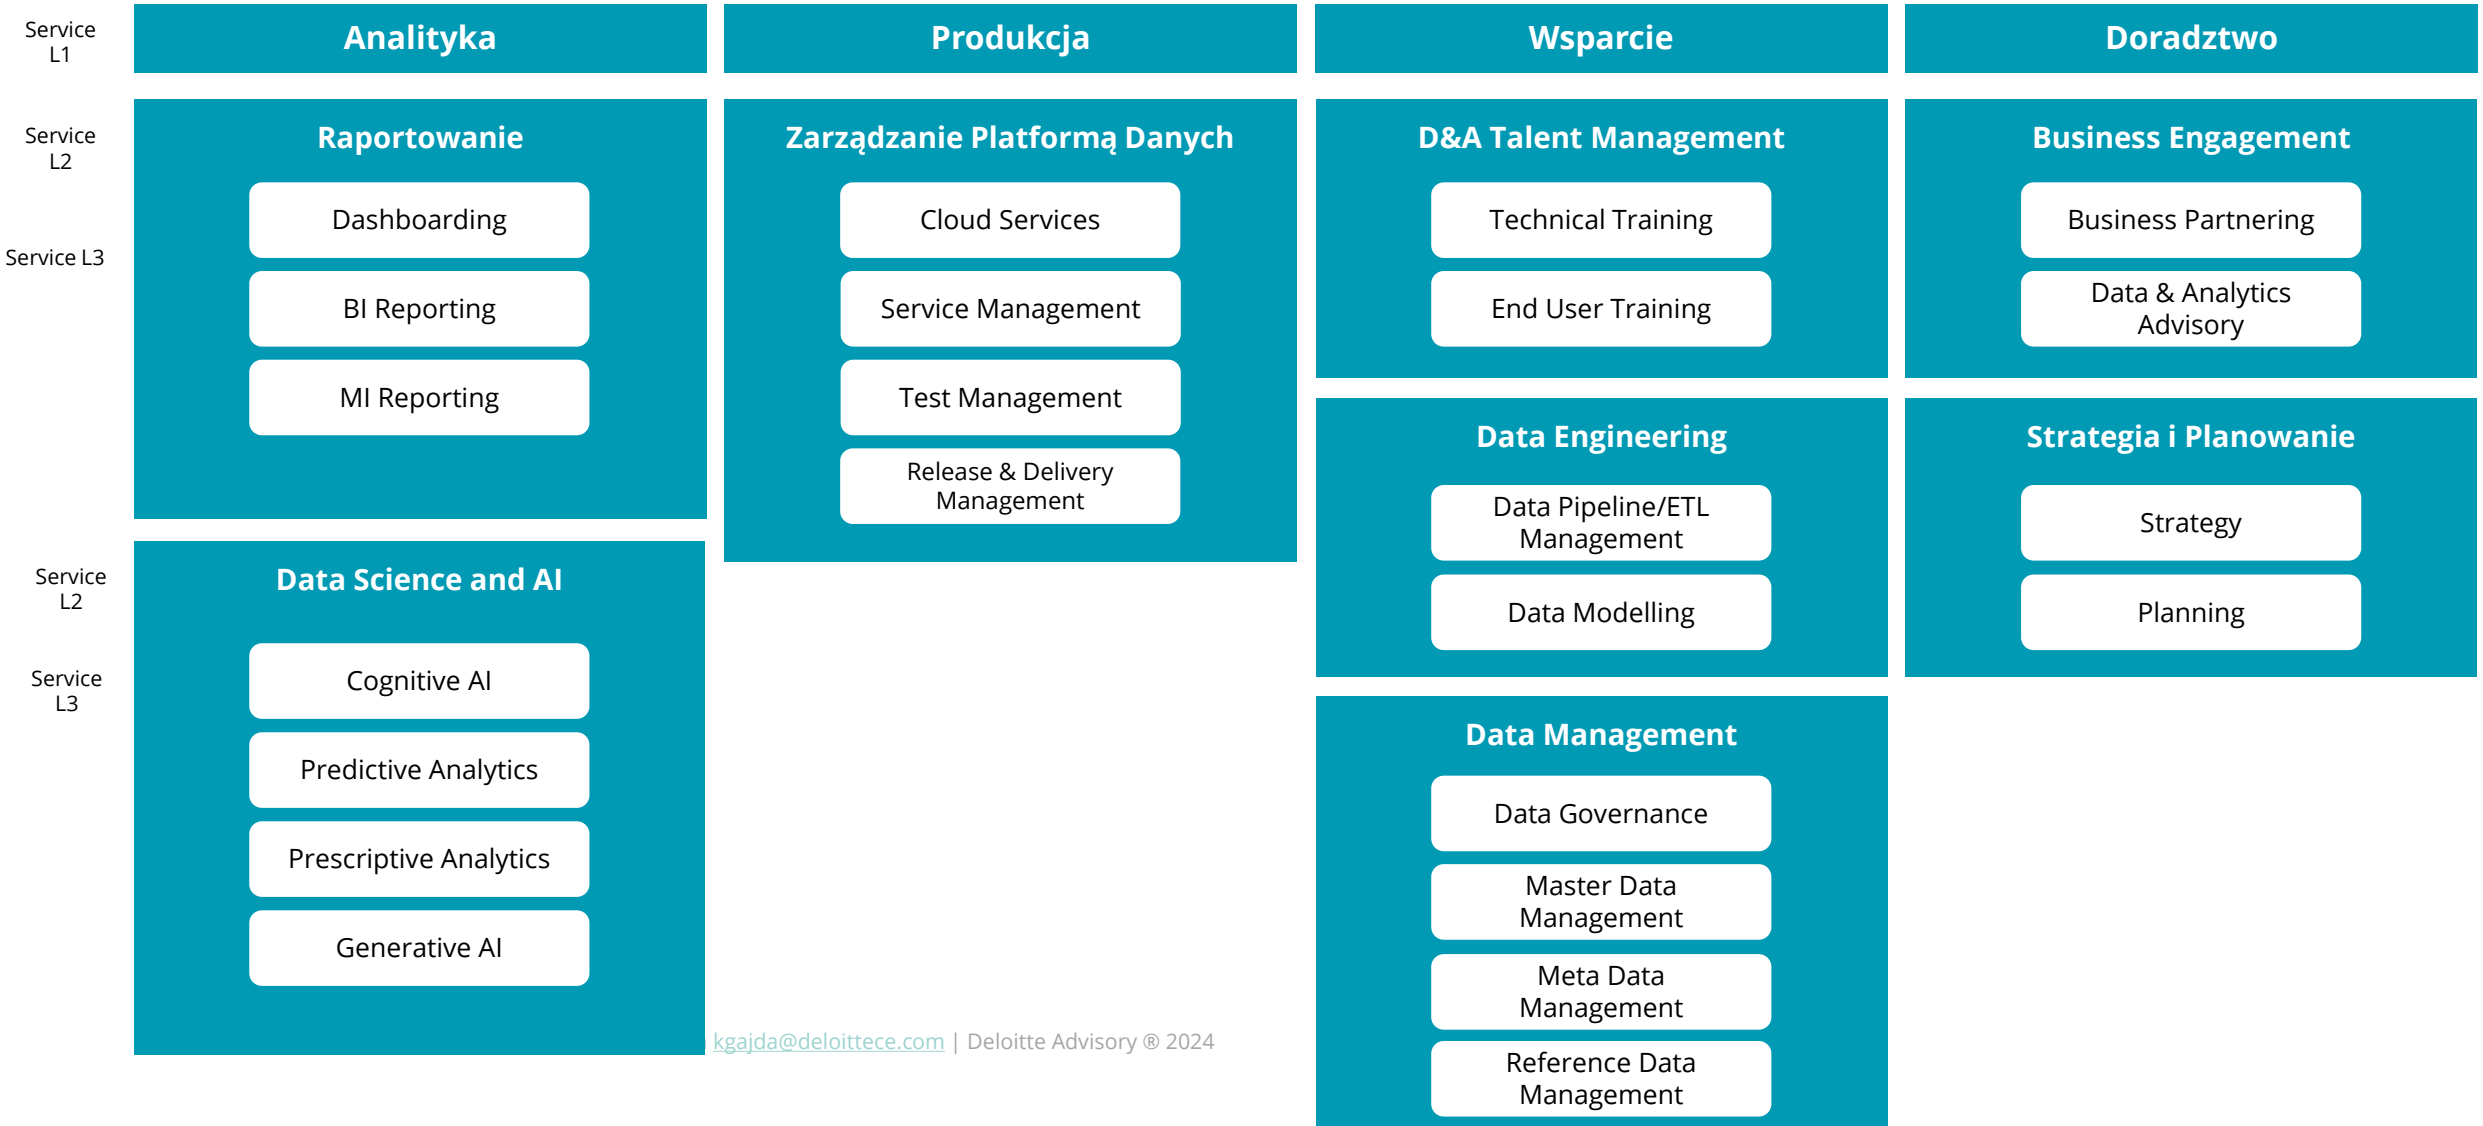 Service
L1
Analityka
Produkcja
Wsparcie
Doradztwo
Service
L2
Service L3
Raportowanie
Dashboarding
BI Reporting
MI Reporting
Zarządzanie Platformą Danych
Cloud Services
Service Management
Test Management
Release & Delivery
Management
D&A Talent Management
Technical Training
End User Training
Business Engagement
Business Partnering
Data & Analytics
Advisory
Data Engineering
Data Pipeline/ETL
Management
Data Modelling
Strategia i Planowanie
Strategy
Planning
Service
L2
Service
L3
Data Science and AI
Cognitive AI
Predictive Analytics
Prescriptive Analytics
Generative AI
Data Management
Data Governance
Master Data
Management
Meta Data
Management
Reference Data
Management
kgajda@deloittece.com | Deloitte Advisory ® 2024